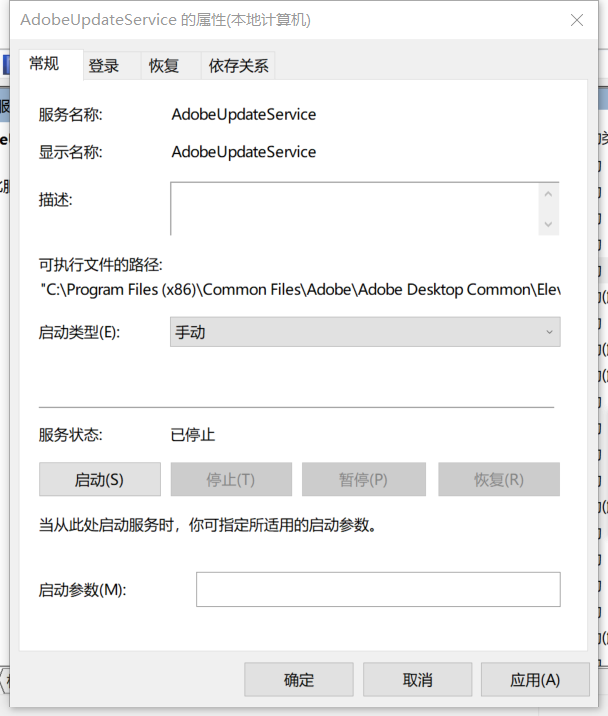 AdobeUpdateService 的属性(本地计算机)
常规 登录 恢复 依存关系
服务名称: AdobeUpdateService
显示名称: AdobeUpdateService
描述:
可执行文件的路径:
"C:\Program Files (x86)\Common Files\Adobe\Adobe Desktop Common\Elev
启动类型(E): 手动
服务状态: 已停止
启动(S) 停止(T) 暂停(P) 恢复(R)
当从此处启动服务时，你可指定所适用的启动参数。
启动参数(M):
确定 取消 应用(A)